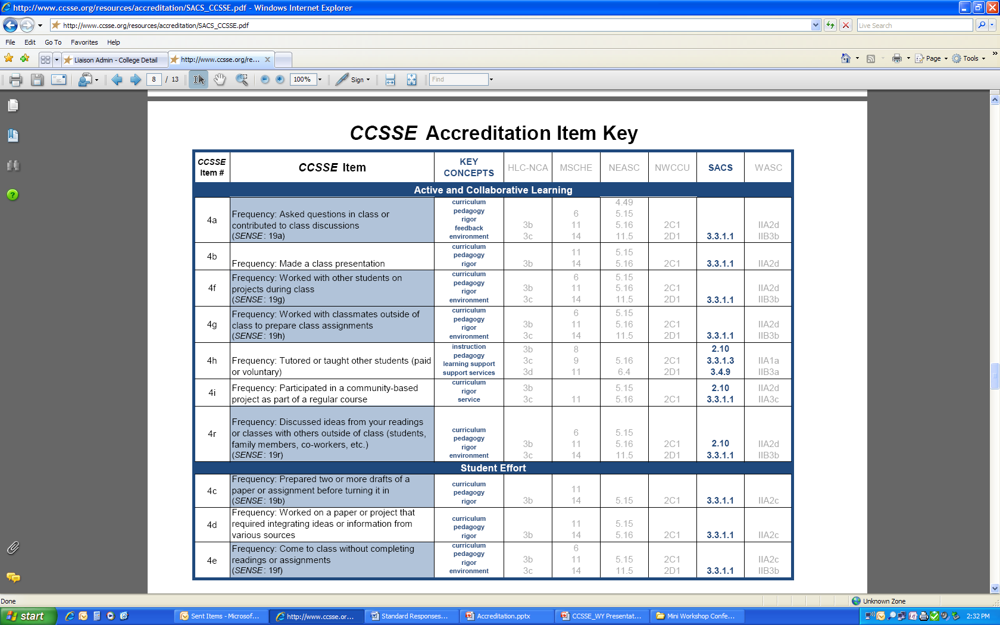 http://www.ccsse.org/resources/accreditation/SACS_CCSSE.pdf - Windows Internet Explorer
http://www.ccsse.org/resources/accreditation/SACS_CCSSE.pdf
Live Search
File Edit Go To Favorites Help
Liaison Admin - College Detail
http://www.ccsse.org/re...
Page Tools
8 / 13
100%
Sign
Find
CCSSE Accreditation Item Key
CCSSE Item # CCSSE Item KEY CONCEPTS HLC-NCA MSCHE NEASC NWCCU SACS WASC
Active and Collaborative Learning
4a
Frequency: Asked questions in class or
contributed to class discussions
(SENSE: 19a)
curriculum
pedagogy
rigor
feedback
environment
3b
3c
6
11
14
4.49
5.15
5.16
11.5
2C1
2D1
3.3.1.1
IIA2d
IIB3b
4b
Frequency: Made a class presentation
curriculum
pedagogy
rigor
3b
11
14
5.15
5.16
2C1
3.3.1.1
IIA2d
4f
Frequency: Worked with other students on
projects during class
(SENSE: 19g)
curriculum
pedagogy
rigor
environment
3b
3c
6
11
14
5.15
5.16
11.5
2C1
2D1
3.3.1.1
IIA2d
IIB3b
4g
Frequency: Worked with classmates outside of
class to prepare class assignments
(SENSE: 19h)
curriculum
pedagogy
rigor
environment
3b
3c
6
11
14
5.15
5.16
11.5
2C1
2D1
3.3.1.1
IIA2d
IIB3b
4h
Frequency: Tutored or taught other students (paid
or voluntary)
instruction
pedagogy
learning support
support services
3b
3c
3d
8
9
11
5.16
6.4
2C1
2D1
2.10
3.3.1.3
3.4.9
IIA1a
IIB3a
4i
Frequency: Participated in a community-based
project as part of a regular course
curriculum
rigor
service
3b
3c
11
5.15
5.16
2C1
2.10
3.3.1.1
IIA2d
IIA3c
4r
Frequency: Discussed ideas from your readings
or classes with others outside of class (students,
family members, co-workers, etc.)
(SENSE: 19r)
curriculum
pedagogy
rigor
environment
3b
3c
6
11
14
5.15
5.16
11.5
2C1
2D1
2.10
3.3.1.1
IIA2d
IIB3b
Student Effort
4c
Frequency: Prepared two or more drafts of a
paper or assignment before turning it in
(SENSE: 19b)
curriculum
pedagogy
rigor
3b
11
14
5.15
2C1
3.3.1.1
IIA2c
4d
Frequency: Worked on a paper or project that
required integrating ideas or information from
various sources
curriculum
pedagogy
rigor
3b
11
14
5.15
5.16
2C1
3.3.1.1
IIA2c
4e
Frequency: Come to class without completing
readings or assignments
(SENSE: 19f)
curriculum
pedagogy
rigor
environment
3b
3c
6
11
14
5.15
11.5
2C1
2D1
3.3.1.1
IIA2c
IIB3b
Done
Unknown Zone
start
Sent Items - Microsof...
http://www.ccsse.or...
Standard Responses...
Accreditation.pptx
CCSSE_WY Presentat...
Mini Workshop Confe...
2:32 PM